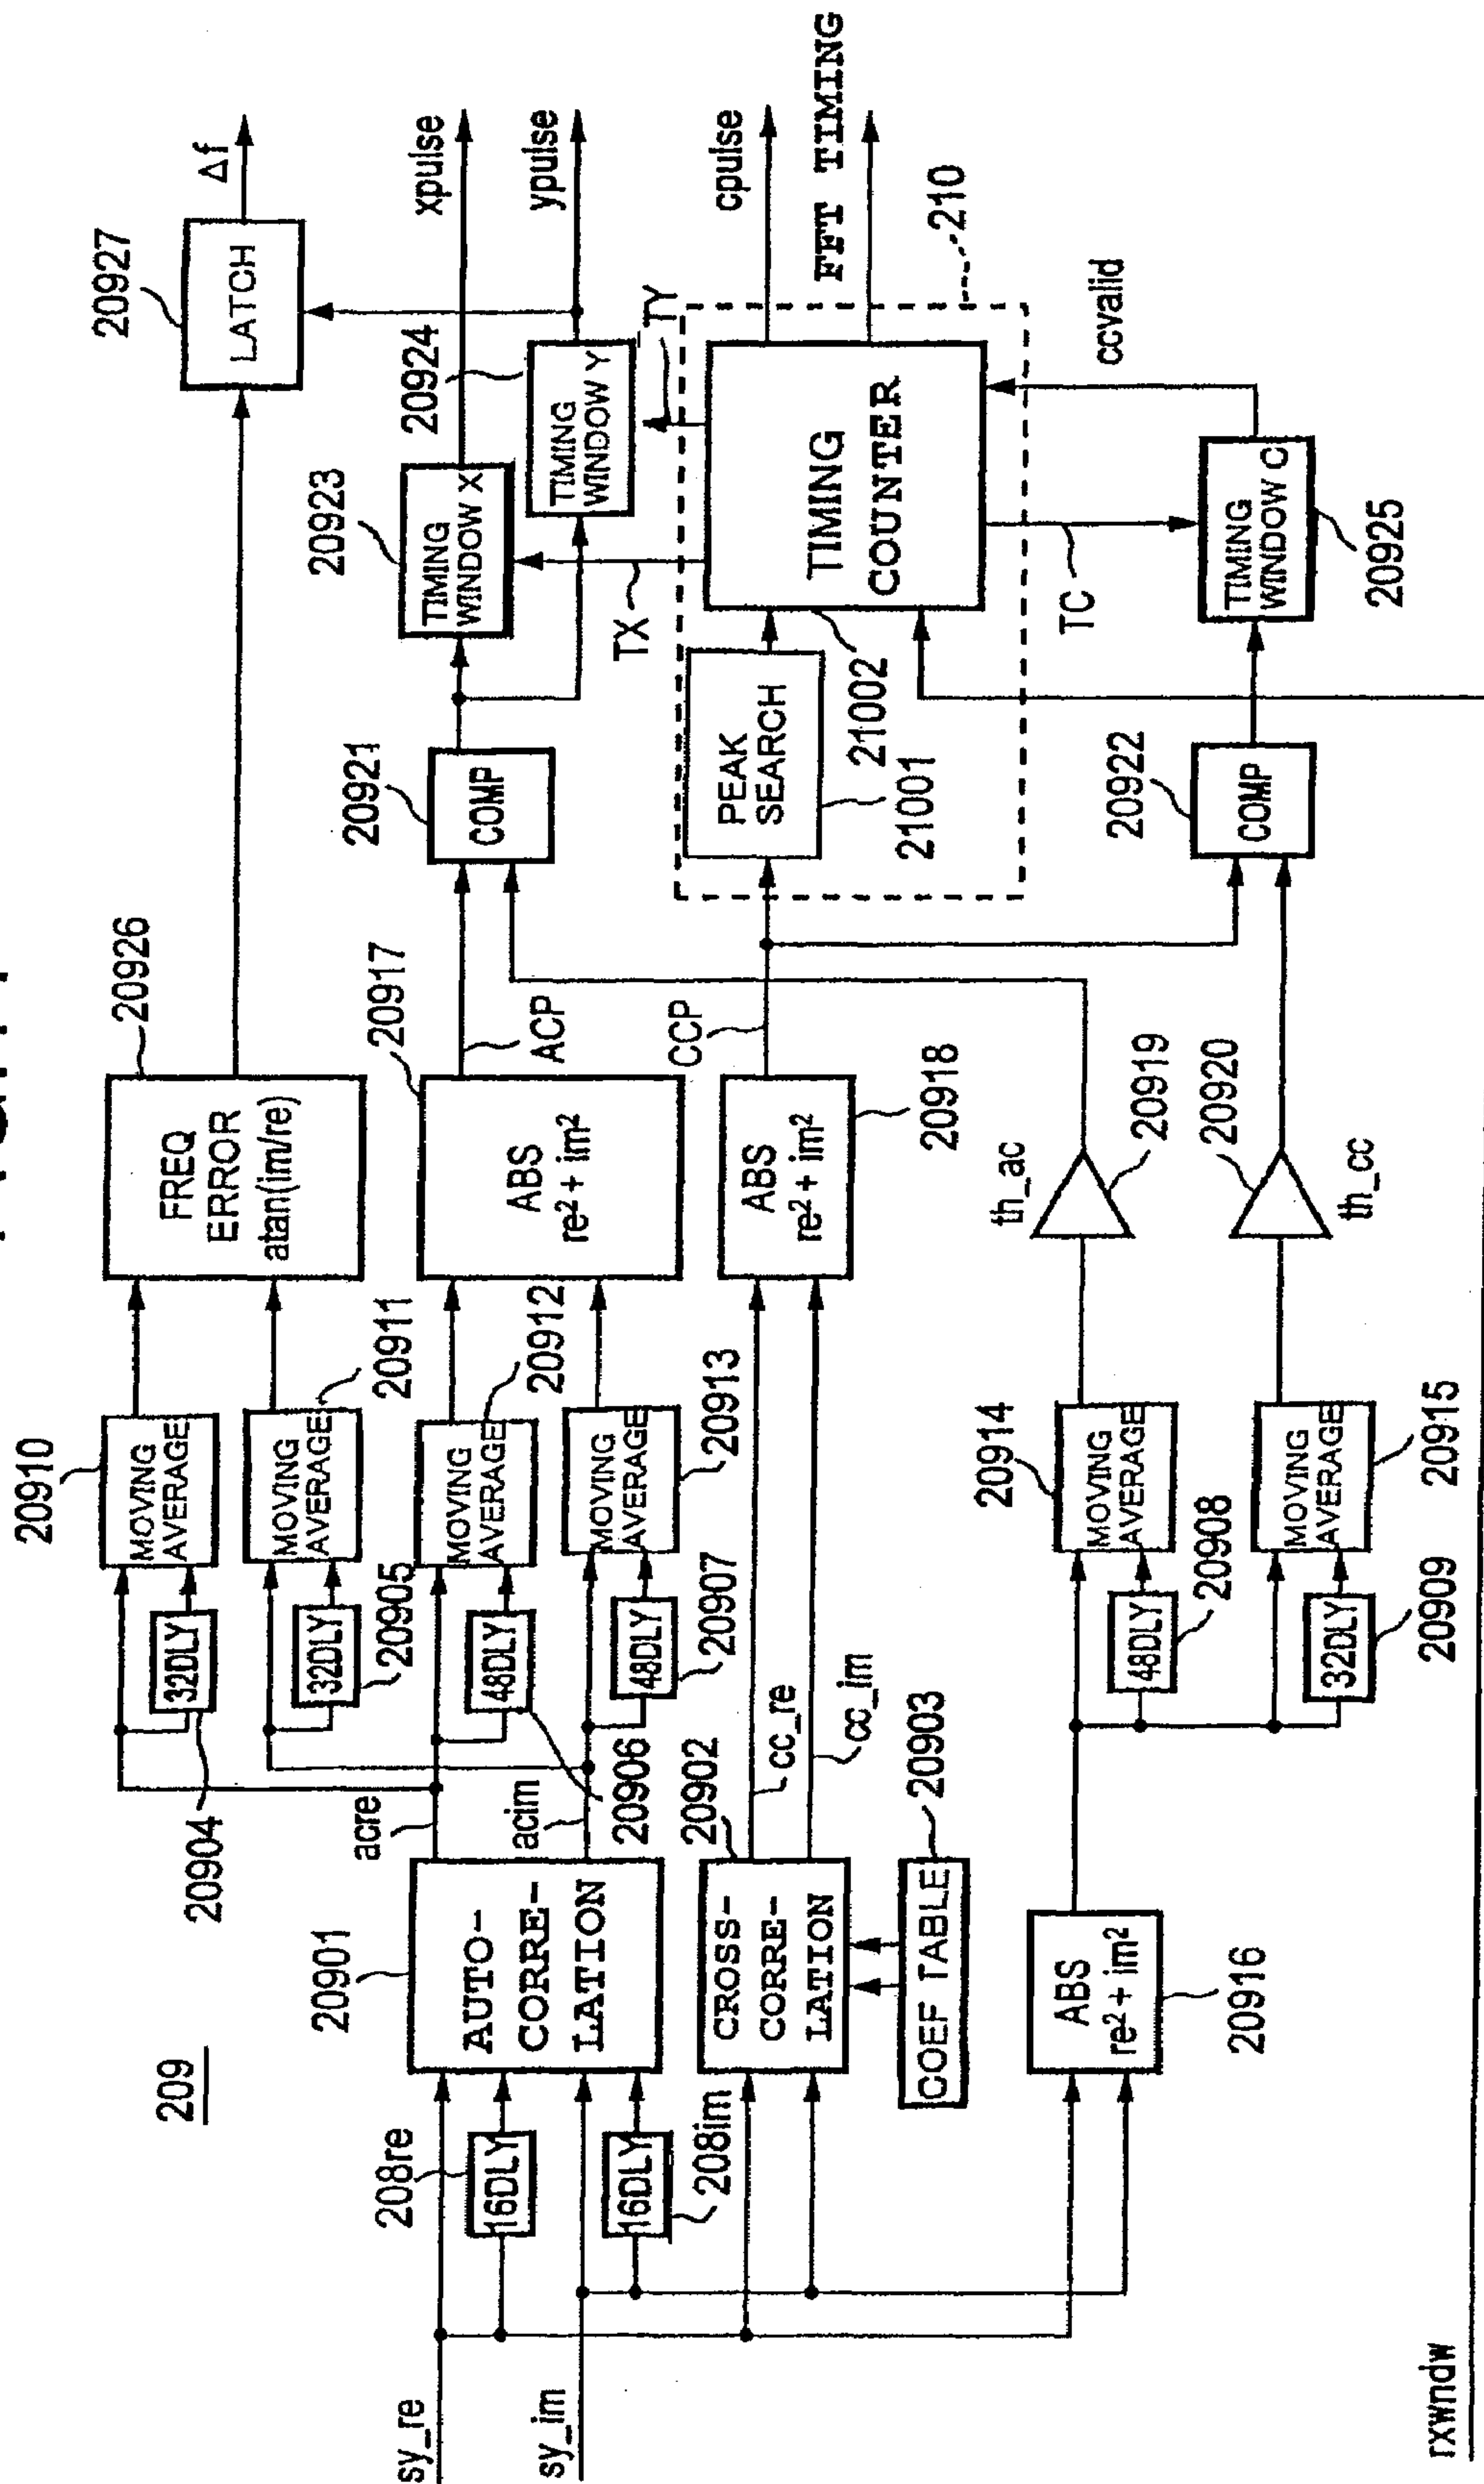 209
sy_re
sy_im
rxwndw
208re
16DLY
16DLY
208im
20901
AUTO-
CORRE-
LATION
20902
CROSS-
CORRE-
LATION
COEF TABLE
20903
ABS
re²+ im²
20916
acre
acim
cc_re
cc_im
20904
32DLY
20905
32DLY
20906
48DLY
20907
48DLY
20908
48DLY
20909
32DLY
20910
MOVING
AVERAGE
20911
MOVING
AVERAGE
20912
MOVING
AVERAGE
20913
MOVING
AVERAGE
20914
MOVING
AVERAGE
20915
MOVING
AVERAGE
20926
FREQ
ERROR
atan(im/re)
20917
ABS
re²+ im²
ACP
20918
ABS
re²+ im²
CCP
th_ac
20919
th_cc
20920
20921
COMP
20922
COMP
PEAK
SEARCH
21001
TIMING
COUNTER
21002
210
20923
TIMING
WINDOW X
20924
TIMING
WINDOW Y
TIMING
WINDOW C
20925
TX
TY
TC
ccvalid
20927
LATCH
Δf
xpulse
ypulse
cpulse
FFT TIMING